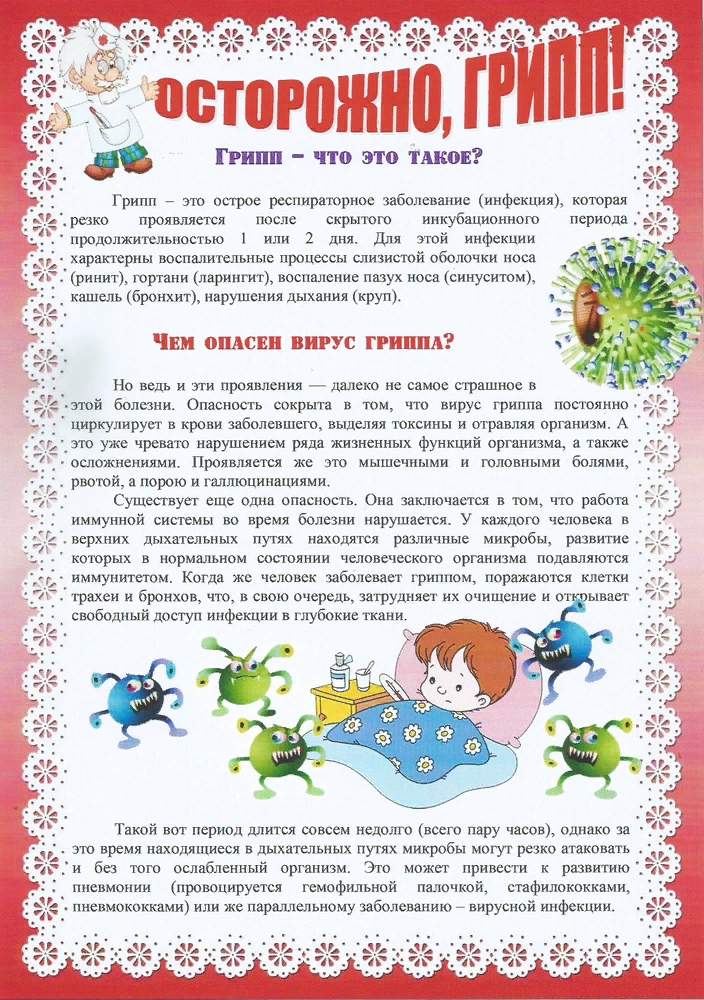 ОСТОРОЖНО, ГРИПП!
Грипп – что это такое?
Грипп – это острое респираторное заболевание (инфекция), которая
резко проявляется после скрытого инкубационного периода
продолжительностью 1 или 2 дня. Для этой инфекции
характерны воспалительные процессы слизистой оболочки носа
(ринит), гортани (ларингит), воспаление пазух носа (синуситом),
кашель (бронхит), нарушения дыхания (круп).
Чем опасен вирус гриппа?
Но ведь и эти проявления — далеко не самое страшное в
этой болезни. Опасность сокрыта в том, что вирус гриппа постоянно
циркулирует в крови заболевшего, выделяя токсины и отравляя организм. А
это уже чревато нарушением ряда жизненных функций организма, а также
осложнениями. Проявляется же это мышечными и головными болями,
рвотой, а порою и галлюцинациями.
Существует еще одна опасность. Она заключается в том, что работа
иммунной системы во время болезни нарушается. У каждого человека в
верхних дыхательных путях находятся различные микробы, развитие
которых в нормальном состоянии человеческого организма подавляются
иммунитетом. Когда же человек заболевает гриппом, поражаются клетки
трахеи и бронхов, что, в свою очередь, затрудняет их очищение и открывает
свободный доступ инфекции в глубокие ткани.
Такой вот период длится совсем недолго (всего пару часов), однако за
это время находящиеся в дыхательных путях микробы могут резко атаковать
и без того ослабленный организм. Это может привести к развитию
пневмонии (провоцируется гемофильной палочкой, стафилококками,
пневмококками) или же параллельному заболеванию – вирусной инфекции.